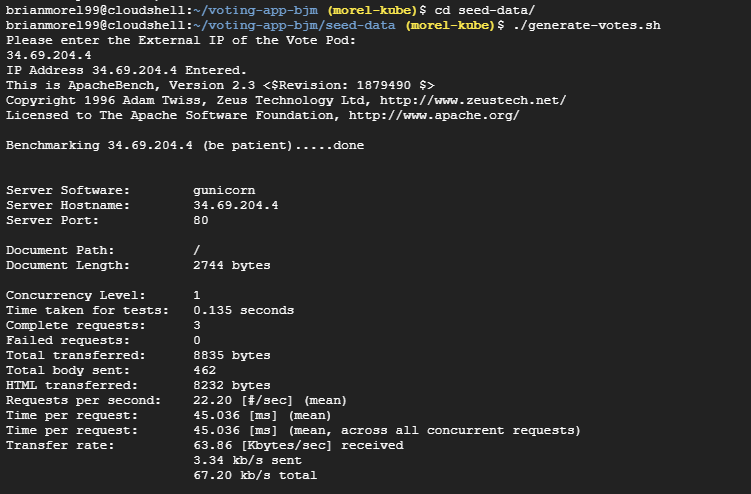 brianmorel99@cloudshell:~/voting-app-bjm (morel-kube)$ cd seed-data/
brianmorel99@cloudshell:~/voting-app-bjm/seed-data (morel-kube)$ ./generate-votes.sh
Please enter the External IP of the Vote Pod:
34.69.204.4
IP Address 34.69.204.4 Entered.
This is ApacheBench, Version 2.3 <$Revision: 1879490 $>
Copyright 1996 Adam Twiss, Zeus Technology Ltd, http://www.zeustech.net/
Licensed to The Apache Software Foundation, http://www.apache.org/
Benchmarking 34.69.204.4 (be patient).....done
Server Software: gunicorn
Server Hostname: 34.69.204.4
Server Port: 80
Document Path: /
Document Length: 2744 bytes
Concurrency Level: 1
Time taken for tests: 0.135 seconds
Complete requests: 3
Failed requests: 0
Total transferred: 8835 bytes
Total body sent: 462
HTML transferred: 8232 bytes
Requests per second: 22.20 [#/sec] (mean)
Time per request: 45.036 [ms] (mean)
Time per request: 45.036 [ms] (mean, across all concurrent requests)
Transfer rate: 63.86 [Kbytes/sec] received
3.34 kb/s sent
67.20 kb/s total